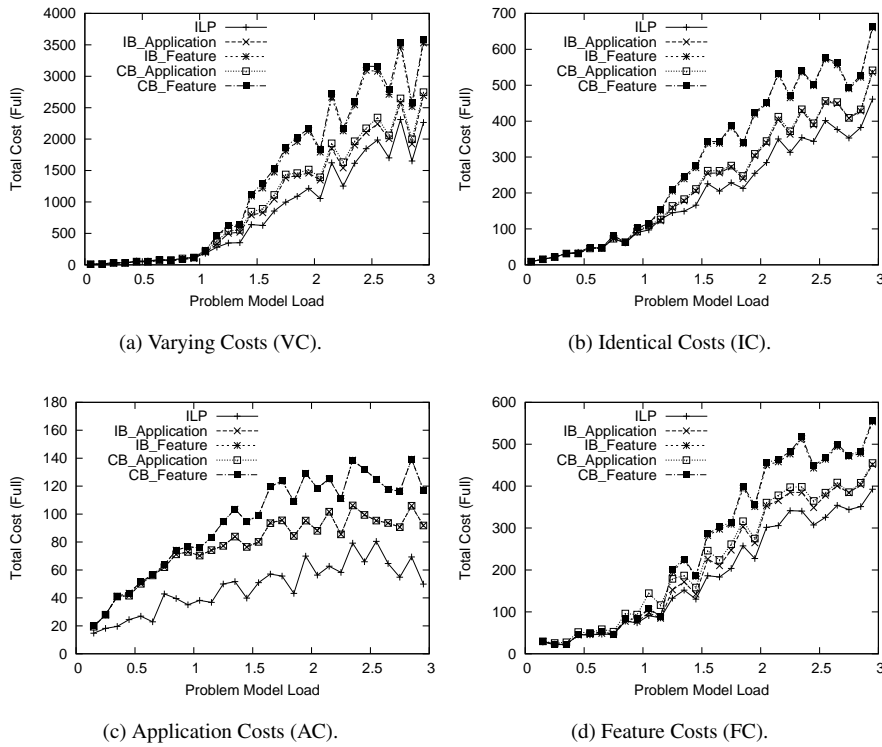 4000
3500
3000
2500
2000
1500
1000
500
0
Total Cost (Full)
ILP
IB_Application
IB_Feature
CB_Application
CB_Feature
0 0.5 1 1.5 2 2.5 3
Problem Model Load
(a) Varying Costs (VC).
700
600
500
400
300
200
100
0
Total Cost (Full)
ILP
IB_Application
IB_Feature
CB_Application
CB_Feature
0 0.5 1 1.5 2 2.5 3
Problem Model Load
(b) Identical Costs (IC).
180
160
140
120
100
80
60
40
20
0
Total Cost (Full)
ILP
IB_Application
IB_Feature
CB_Application
CB_Feature
0 0.5 1 1.5 2 2.5 3
Problem Model Load
(c) Application Costs (AC).
600
500
400
300
200
100
0
Total Cost (Full)
ILP
IB_Application
IB_Feature
CB_Application
CB_Feature
0 0.5 1 1.5 2 2.5 3
Problem Model Load
(d) Feature Costs (FC).